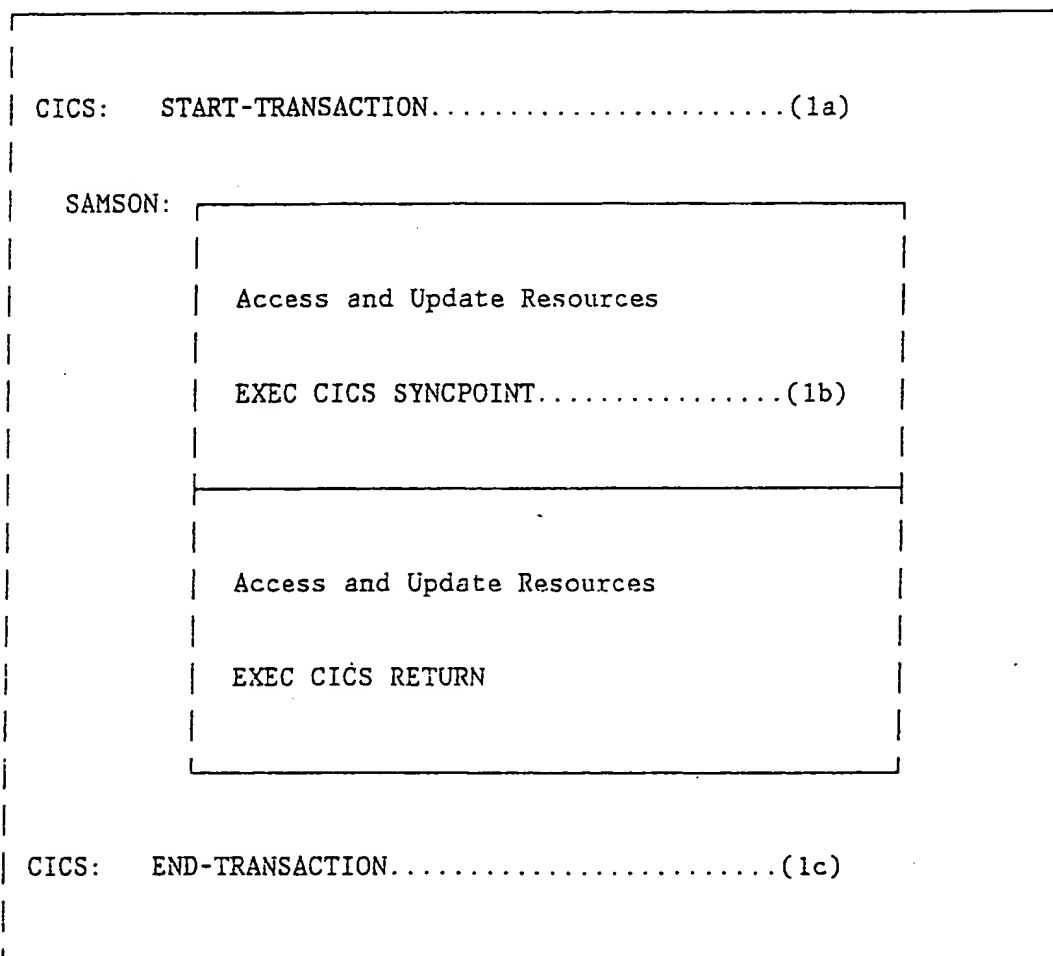 CICS: START-TRANSACTION.......................(1a)
SAMSON:
Access and Update Resources
EXEC CICS SYNCPOINT................(1b)
Access and Update Resources
EXEC CICS RETURN
CICS: END-TRANSACTION.........................(1c)